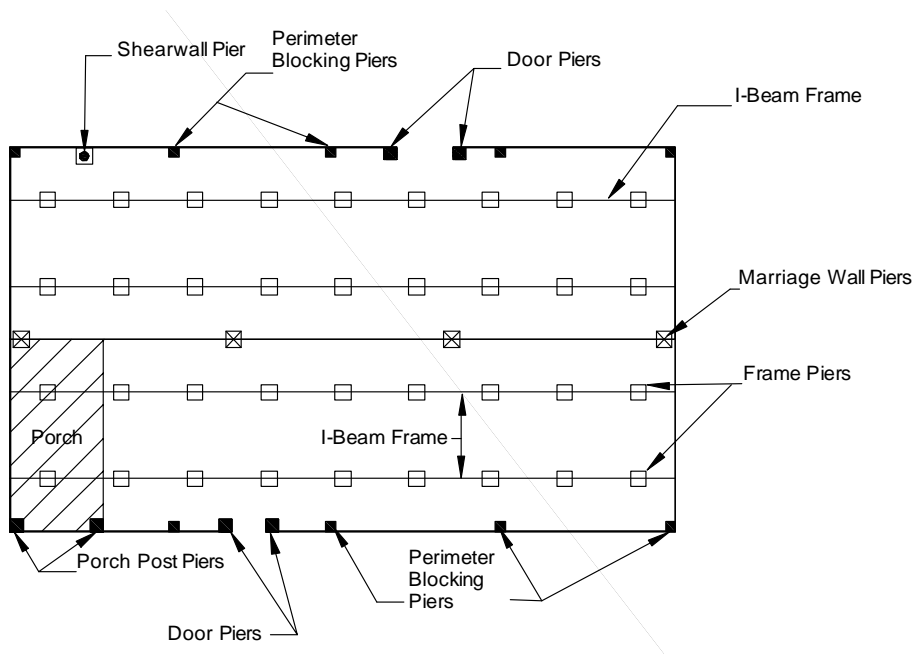 Shearwall Pier
Perimeter
Blocking Piers
Door Piers
I-Beam Frame
Marriage Wall Piers
Frame Piers
Porch
I-Beam Frame
Porch Post Piers
Perimeter
Blocking
Piers
Door Piers